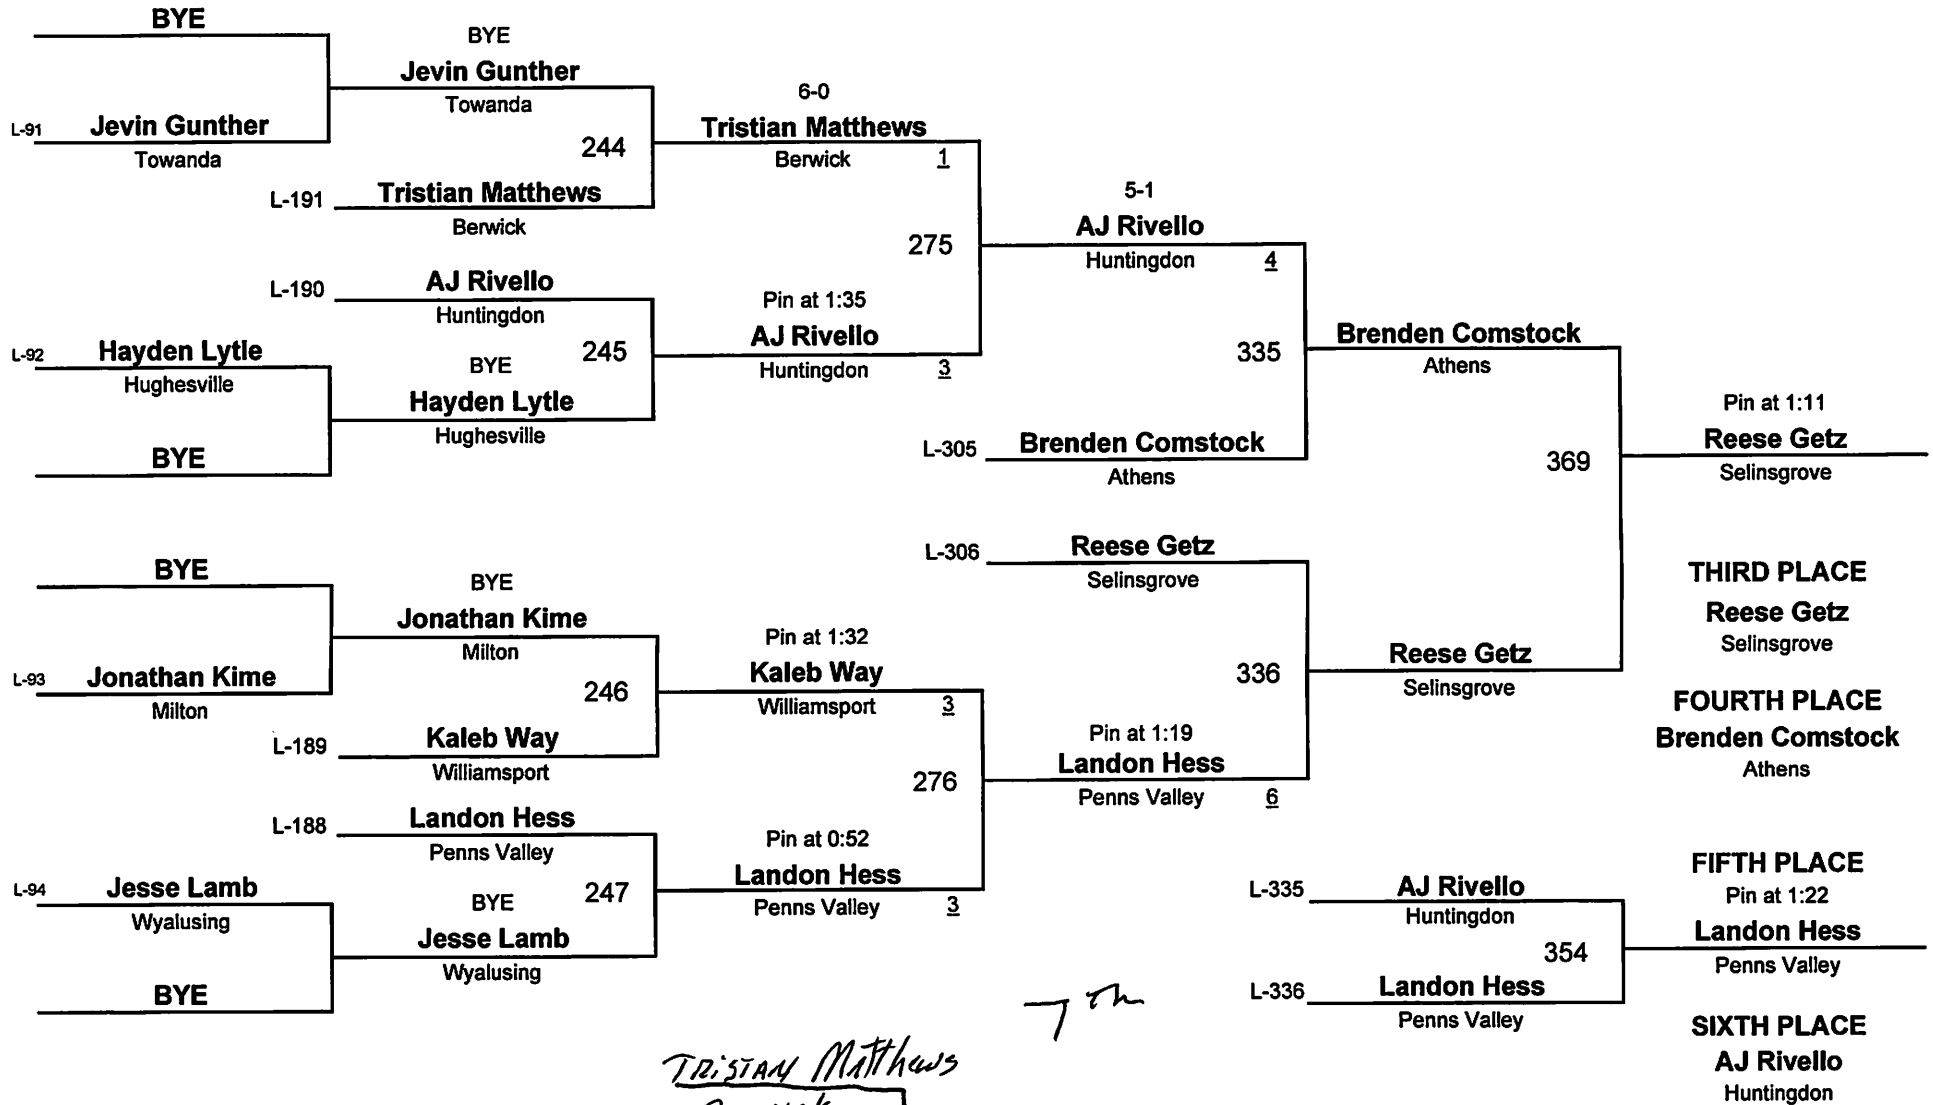 BYE
L-91 Jevin Gunther
Towanda
BYE
Jevin Gunther
Towanda
244
L-191 Tristian Matthews
Berwick
6-0
Tristian Matthews
Berwick 1
L-190 AJ Rivello
Huntingdon
L-92 Hayden Lytle
Hughesville
BYE
BYE
Hayden Lytle
Hughesville
245
Pin at 1:35
AJ Rivello
Huntingdon 3
275
5-1
AJ Rivello
Huntingdon 4
L-305 Brenden Comstock
Athens
335
Brenden Comstock
Athens
BYE
L-93 Jonathan Kime
Milton
BYE
Jonathan Kime
Milton
246
L-189 Kaleb Way
Williamsport
Pin at 1:32
Kaleb Way
Williamsport 3
L-188 Landon Hess
Penns Valley
L-94 Jesse Lamb
Wyalusing
BYE
BYE
Jesse Lamb
Wyalusing
247
Pin at 0:52
Landon Hess
Penns Valley 3
276
L-306 Reese Getz
Selinsgrove
Pin at 1:19
Landon Hess
Penns Valley 6
336
Reese Getz
Selinsgrove
369
Pin at 1:11
Reese Getz
Selinsgrove
THIRD PLACE
Reese Getz
Selinsgrove
FOURTH PLACE
Brenden Comstock
Athens
L-335 AJ Rivello
Huntingdon
354
L-336 Landon Hess
Penns Valley
FIFTH PLACE
Pin at 1:22
Landon Hess
Penns Valley
SIXTH PLACE
AJ Rivello
Huntingdon
7th
TRISTAN Matthews